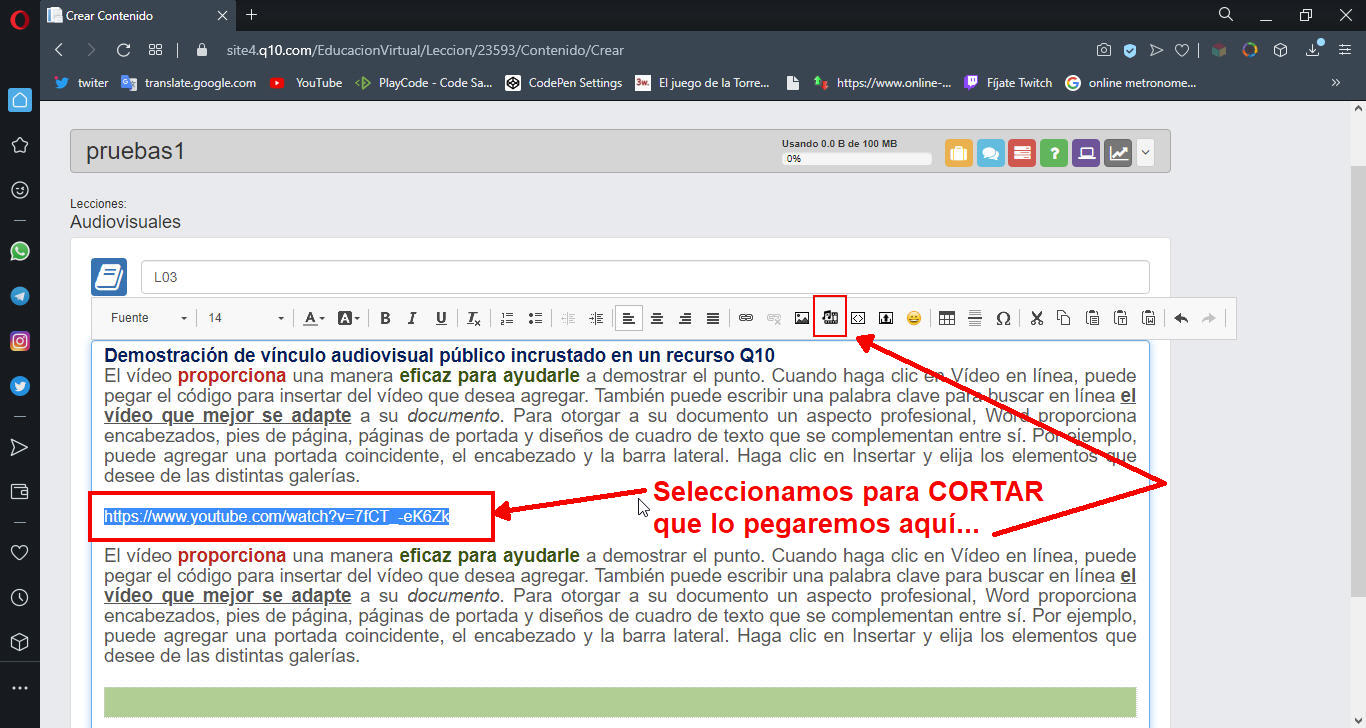 Crear Contenido
site4.q10.com/EducacionVirtual/Leccion/23593/Contenido/Crear
twiter
translate.google.com
YouTube
PlayCode - Code Sa...
CodePen Settings
3w.
El juego de la Torre...
https://www.online-...
Fíjate Twitch
online metronome...
pruebas1
Usando 0.0 B de 100 MB
0%
Lecciones:
Audiovisuales
L03
Fuente
14
Demostración de vínculo audiovisual público incrustado en un recurso Q10
El vídeo proporciona una manera eficaz para ayudarle a demostrar el punto. Cuando haga clic en Vídeo en línea, puede
pegar el código para insertar del vídeo que desea agregar. También puede escribir una palabra clave para buscar en línea el
vídeo que mejor se adapte a su documento. Para otorgar a su documento un aspecto profesional, Word proporciona
encabezados, pies de página, páginas de portada y diseños de cuadro de texto que se complementan entre sí. Por ejemplo,
puede agregar una portada coincidente, el encabezado y la barra lateral. Haga clic en Insertar y elija los elementos que
desee de las distintas galerías.
Seleccionamos para CORTAR
https://www.youtube.com/watch?v=7fCT_-eK6Zk
que lo pegaremos aquí...
El vídeo proporciona una manera eficaz para ayudarle a demostrar el punto. Cuando haga clic en Vídeo en línea, puede
pegar el código para insertar del vídeo que desea agregar. También puede escribir una palabra clave para buscar en línea el
vídeo que mejor se adapte a su documento. Para otorgar a su documento un aspecto profesional, Word proporciona
encabezados, pies de página, páginas de portada y diseños de cuadro de texto que se complementan entre sí. Por ejemplo,
puede agregar una portada coincidente, el encabezado y la barra lateral. Haga clic en Insertar y elija los elementos que
desee de las distintas galerías.